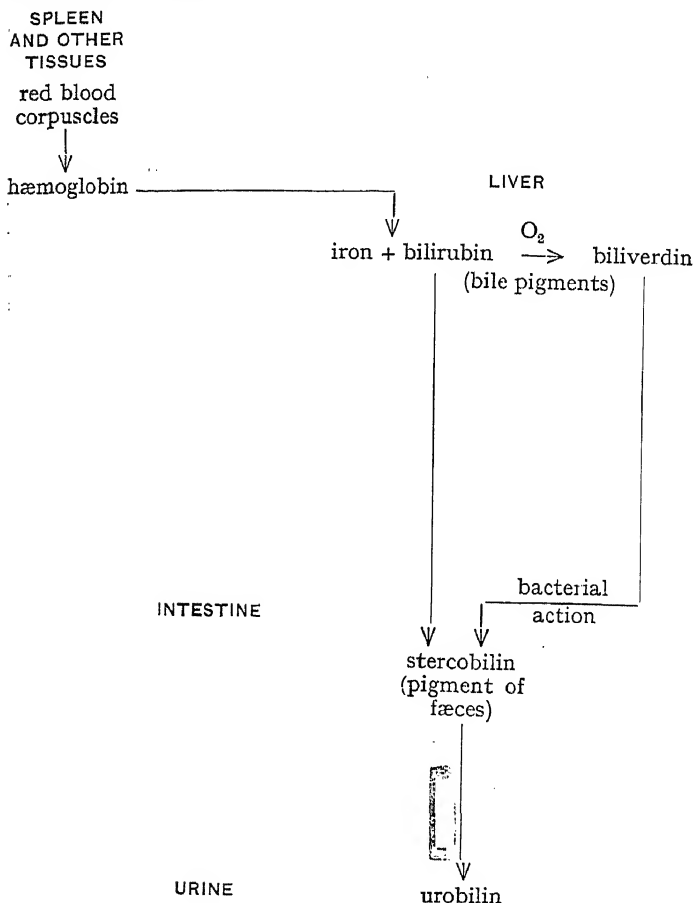 SPLEEN
AND OTHER
TISSUES
red blood
corpuscles
hæmoglobin
LIVER
O₂
iron + bilirubin
biliverdin
(bile pigments)
bacterial
INTESTINE
action
stercobilin
(pigment of
fæces)
URINE
urobilin